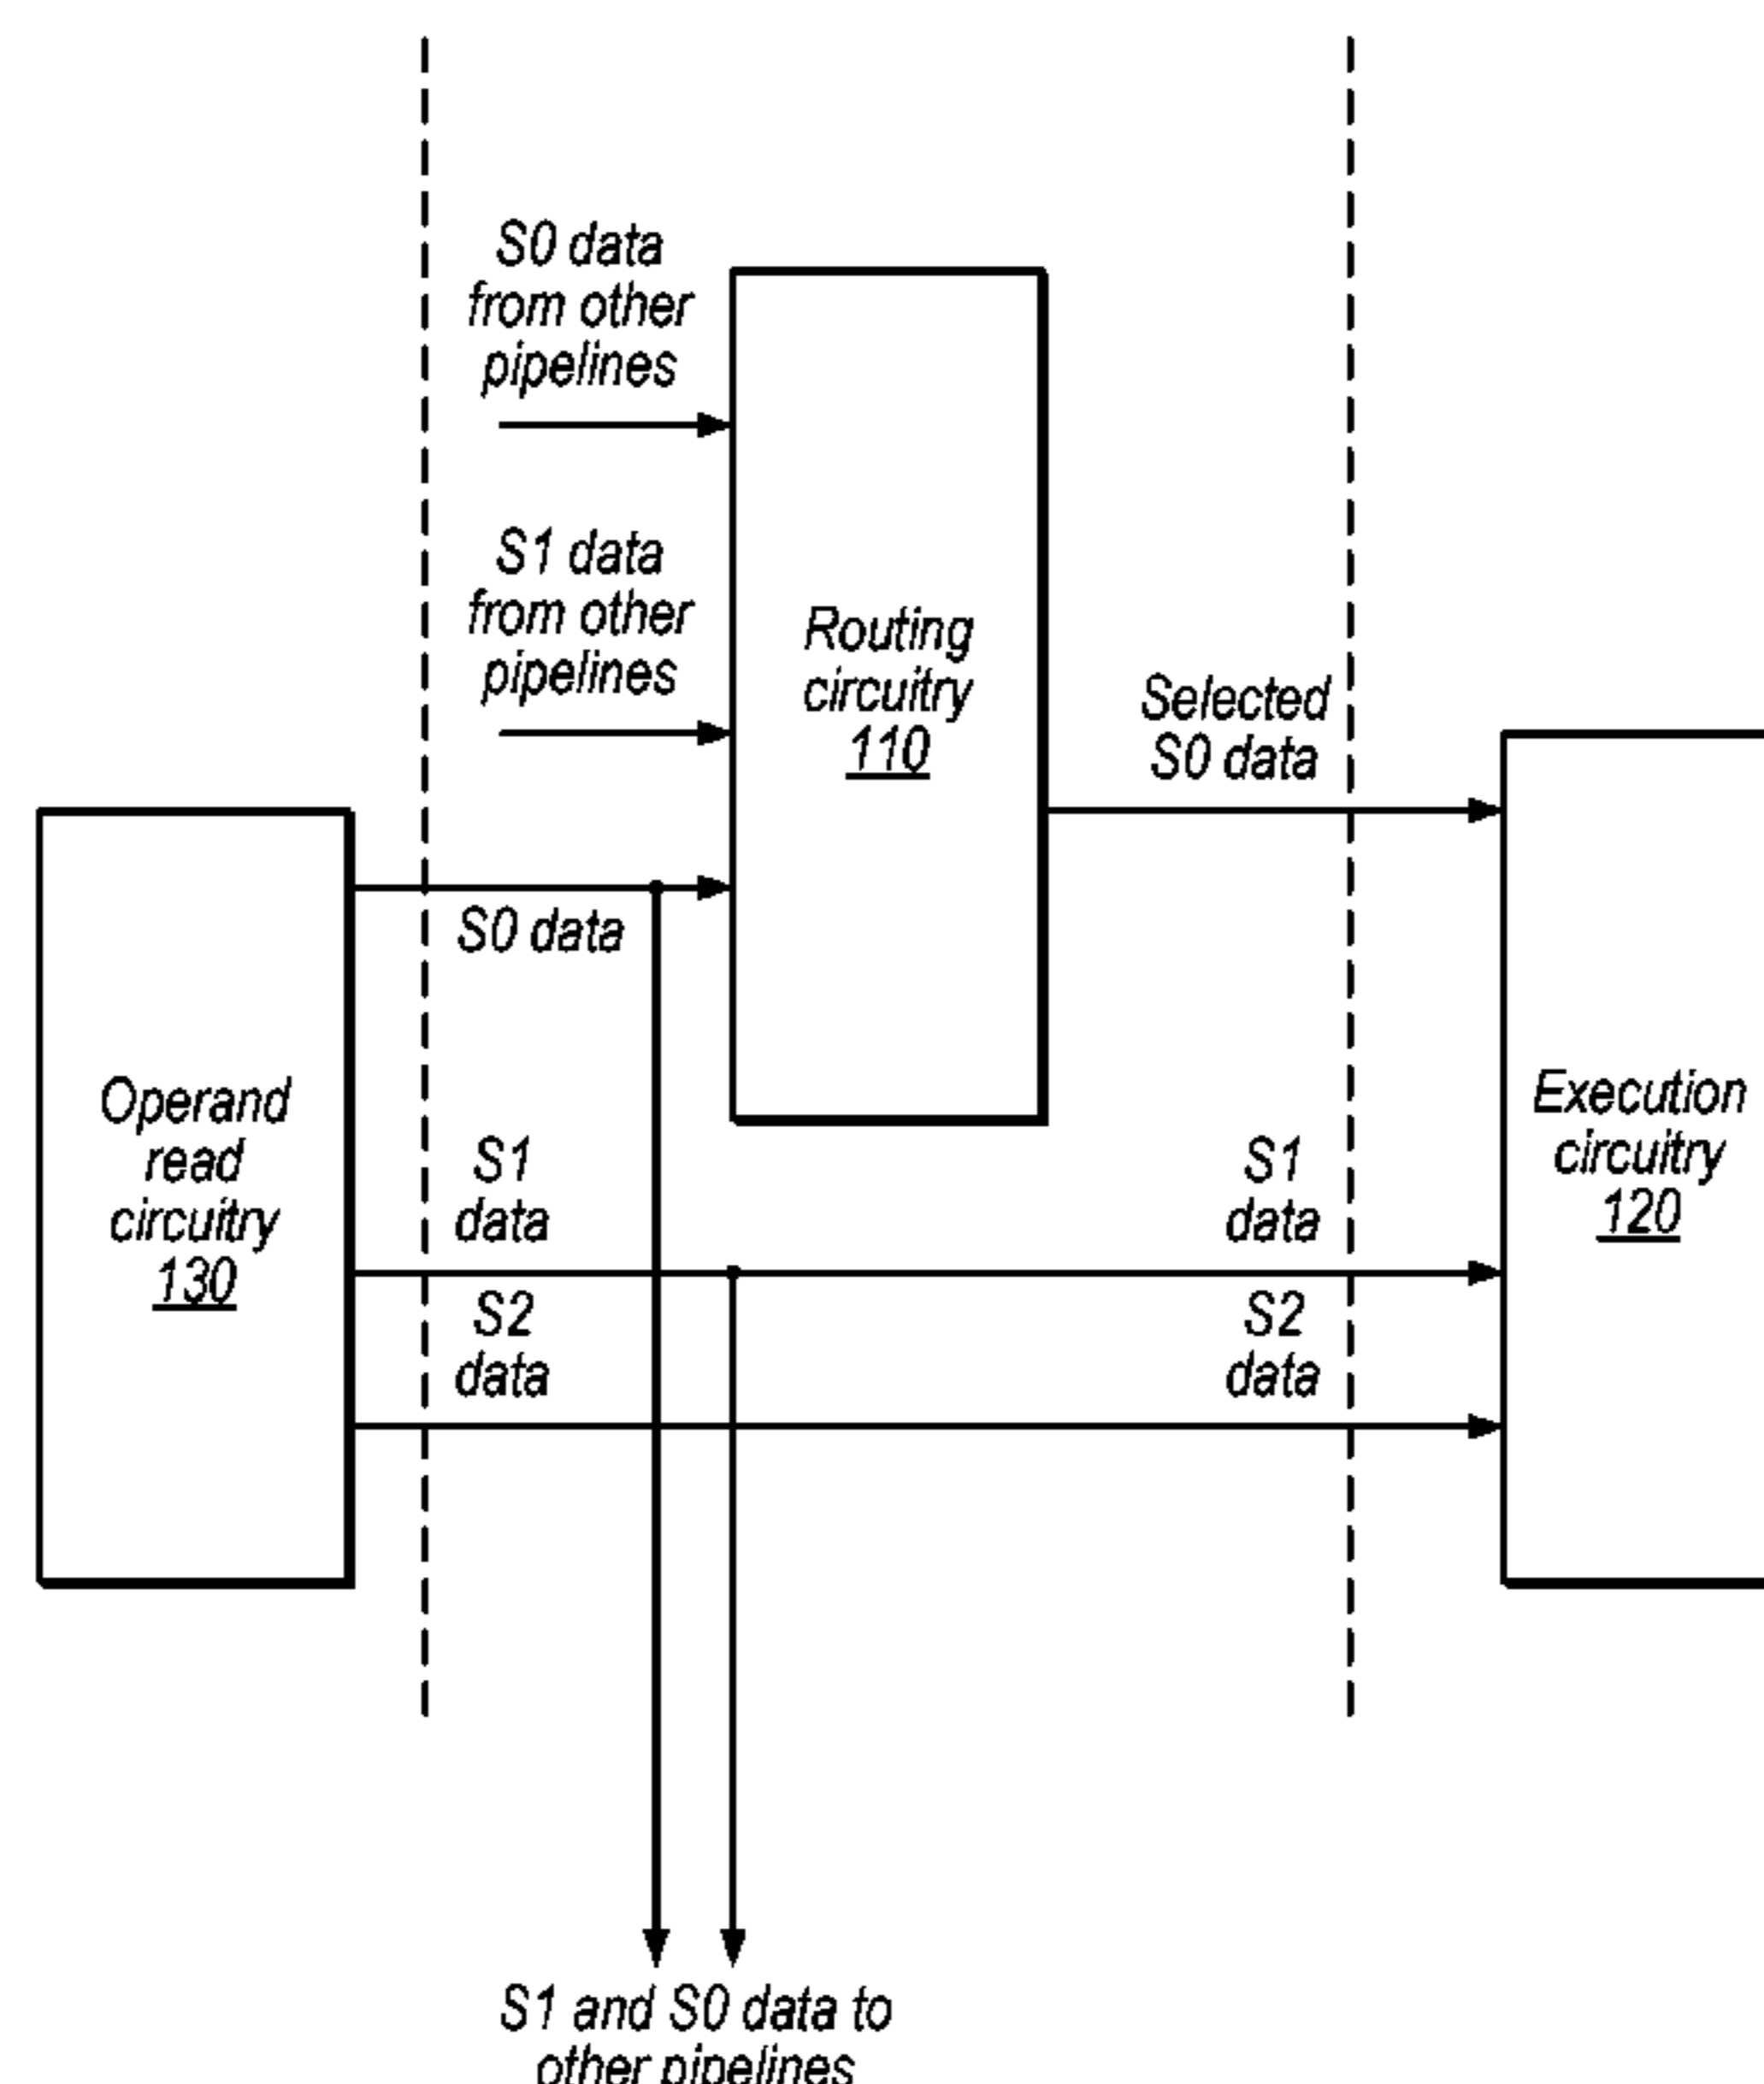 S0 data
from other
pipelines
S1 data
from other
pipelines
Routing
circuitry
110
Selected
S0 data
S0 data
Operand
read
circuitry
130
S1
data
S2
data
S1
data
S2
data
Execution
circuitry
120
S1 and S0 data to
other pipelines